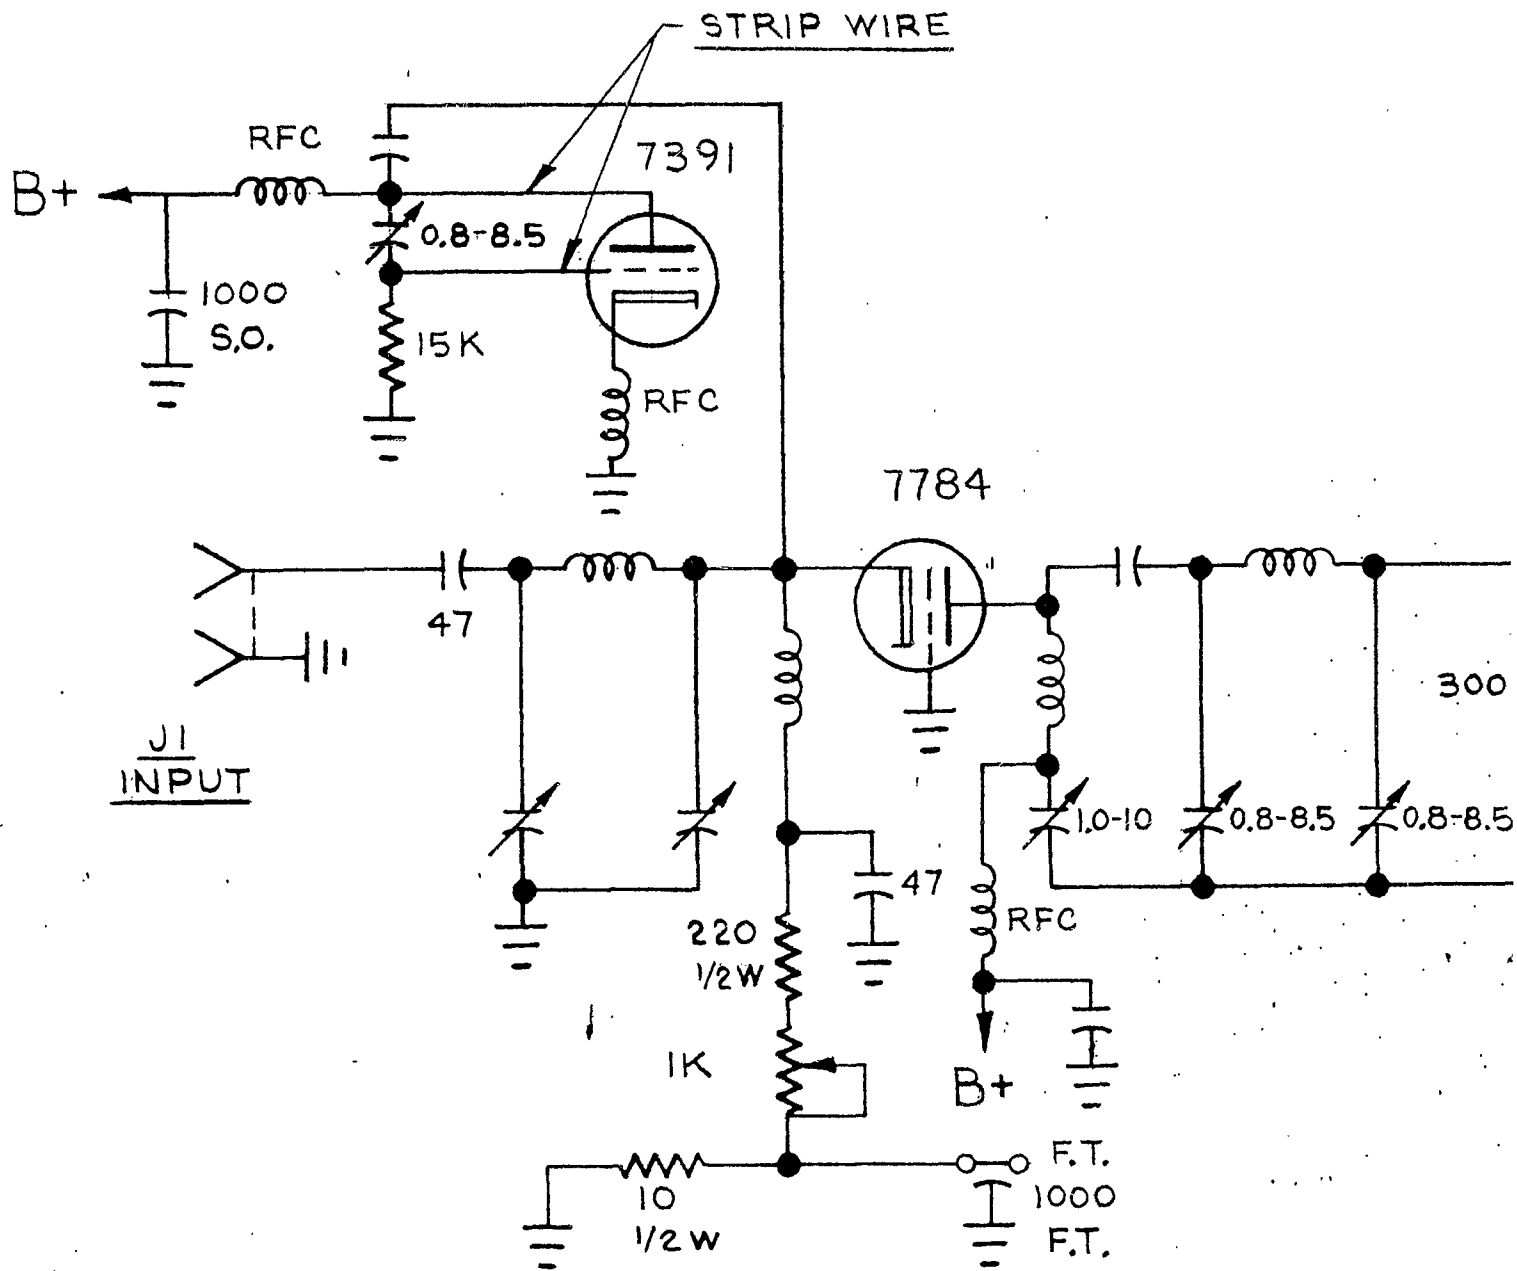 STRIP WIRE
RFC
7391
B+
0.8-8.5
1000
S.O.
15K
RFC
7784
47
300
J1
INPUT
1.0-10
0.8-8.5
0.8-8.5
47
220
1/2W
RFC
1K
B+
F.T.
10
1000
1/2W
F.T.